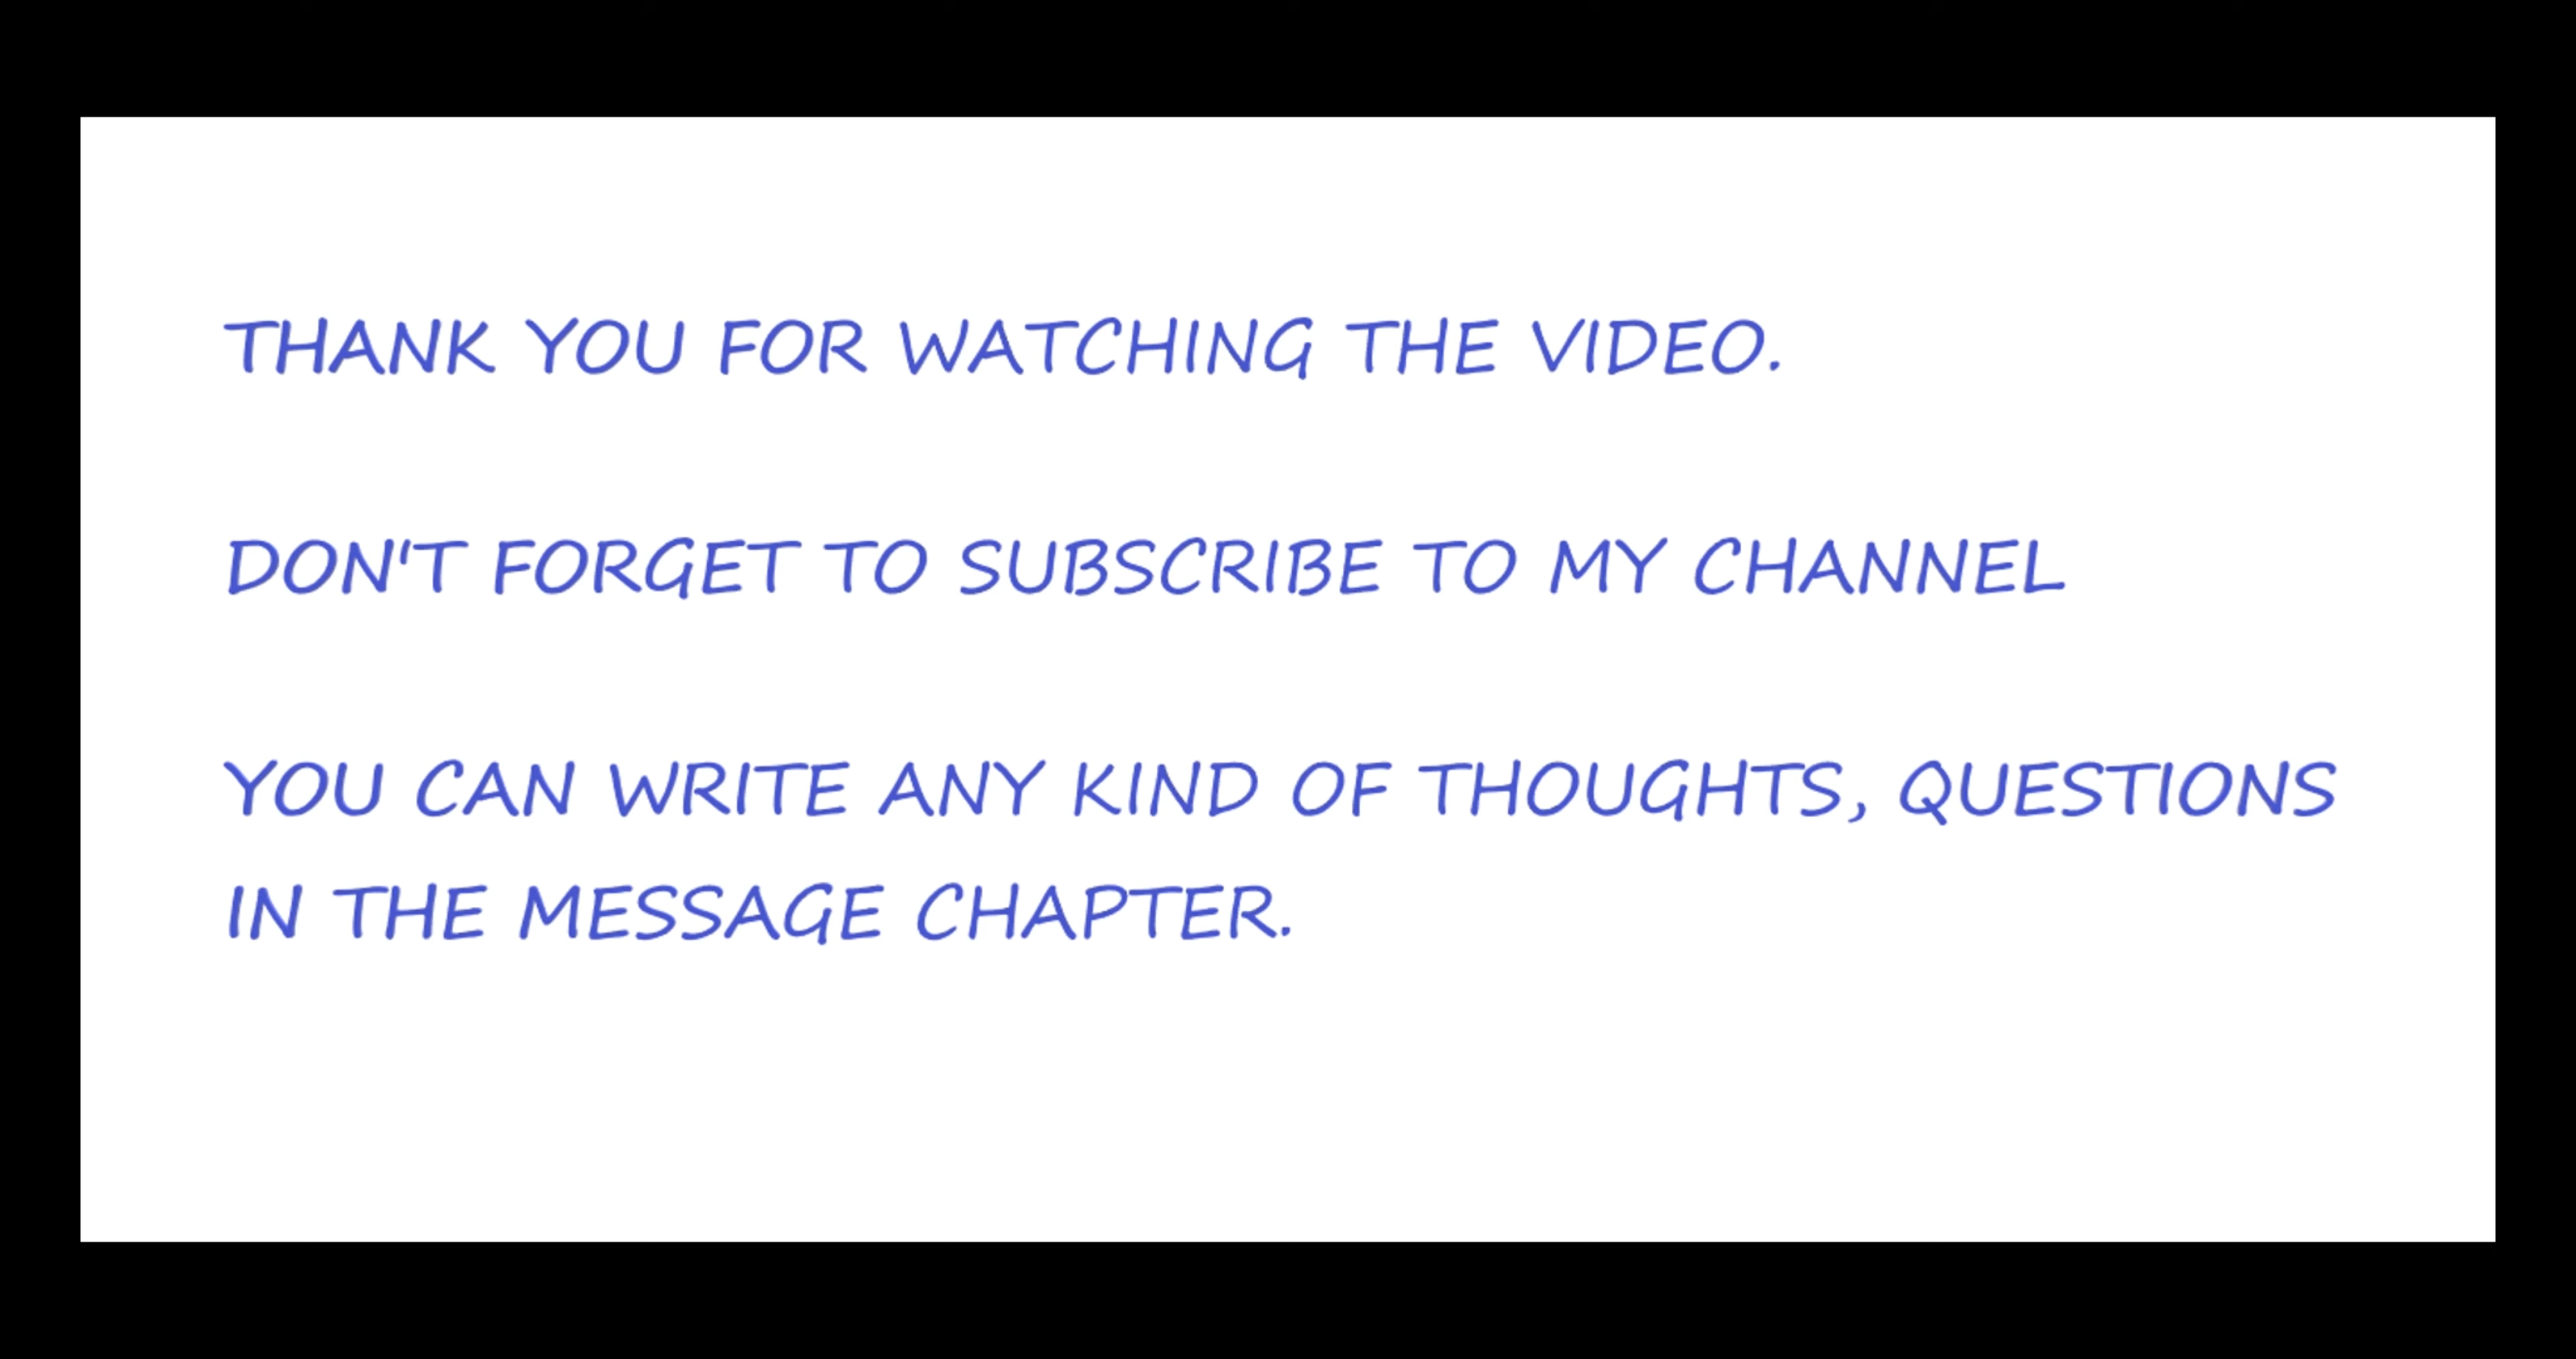 THANK YOU FOR WATCHING THE VIDEO.
DON'T FORGET TO SUBSCRIBE TO MY CHANNEL
YOU CAN WRITE ANY KIND OF THOUGHTS, QUESTIONS
IN THE MESSAGE CHAPTER.